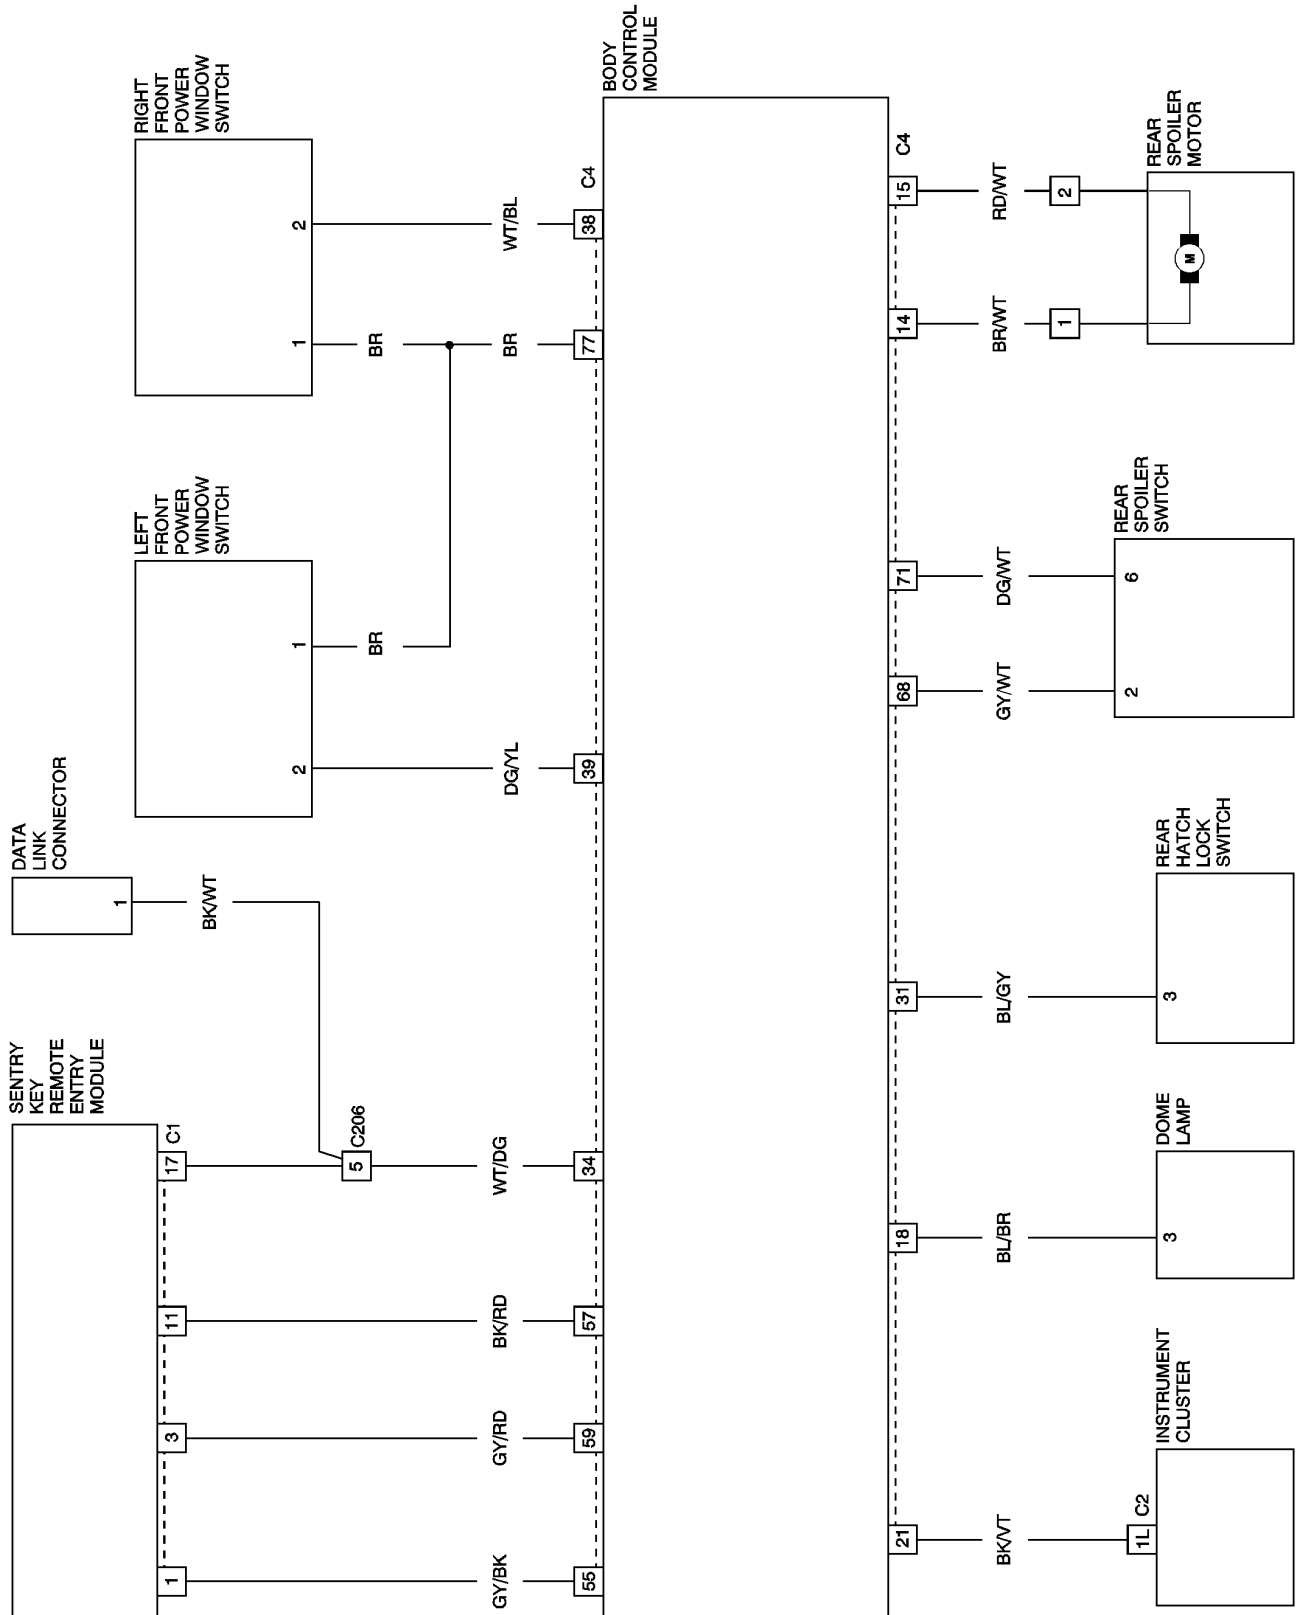 SENTRY
KEY
REMOTE
ENTRY
MODULE
1
3
11
17
C1
DATA
LINK
CONNECTOR
1
BK/WT
5
C206
LEFT
FRONT
POWER
WINDOW
SWITCH
2
1
BR
RIGHT
FRONT
POWER
WINDOW
SWITCH
1
2
BR
BR
GY/BK
GY/RD
BK/RD
WT/DG
DG/YL
WT/BL
55
59
57
34
39
77
38
C4
BODY
CONTROL
MODULE
21
18
31
68
71
14
15
C4
BK/VT
BL/BR
BL/GY
GY/WT
DG/WT
BR/WT
RD/WT
1
2
1L
C2
INSTRUMENT
CLUSTER
3
DOME
LAMP
3
REAR
HATCH
LOCK
SWITCH
2
6
REAR
SPOILER
SWITCH
M
REAR
SPOILER
MOTOR